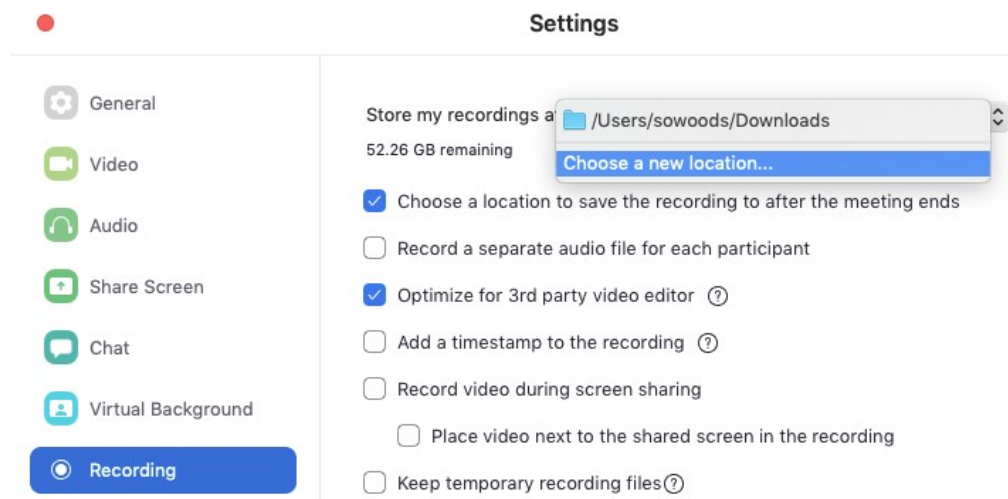 Settings
General
Video
Audio
Share Screen
Chat
Virtual Background
Recording
Store my recordings a
/Users/sowoods/Downloads
52.26 GB remaining
Choose a new location...
Choose a location to save the recording to after the meeting ends
Record a separate audio file for each participant
Optimize for 3rd party video editor ?
Add a timestamp to the recording ?
Record video during screen sharing
Place video next to the shared screen in the recording
Keep temporary recording files ?